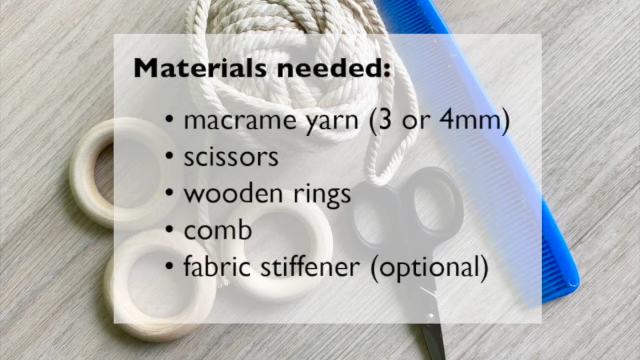 Materials needed:
• macrame yarn (3 or 4mm)
• scissors
• wooden rings
• comb
• fabric stiffener (optional)